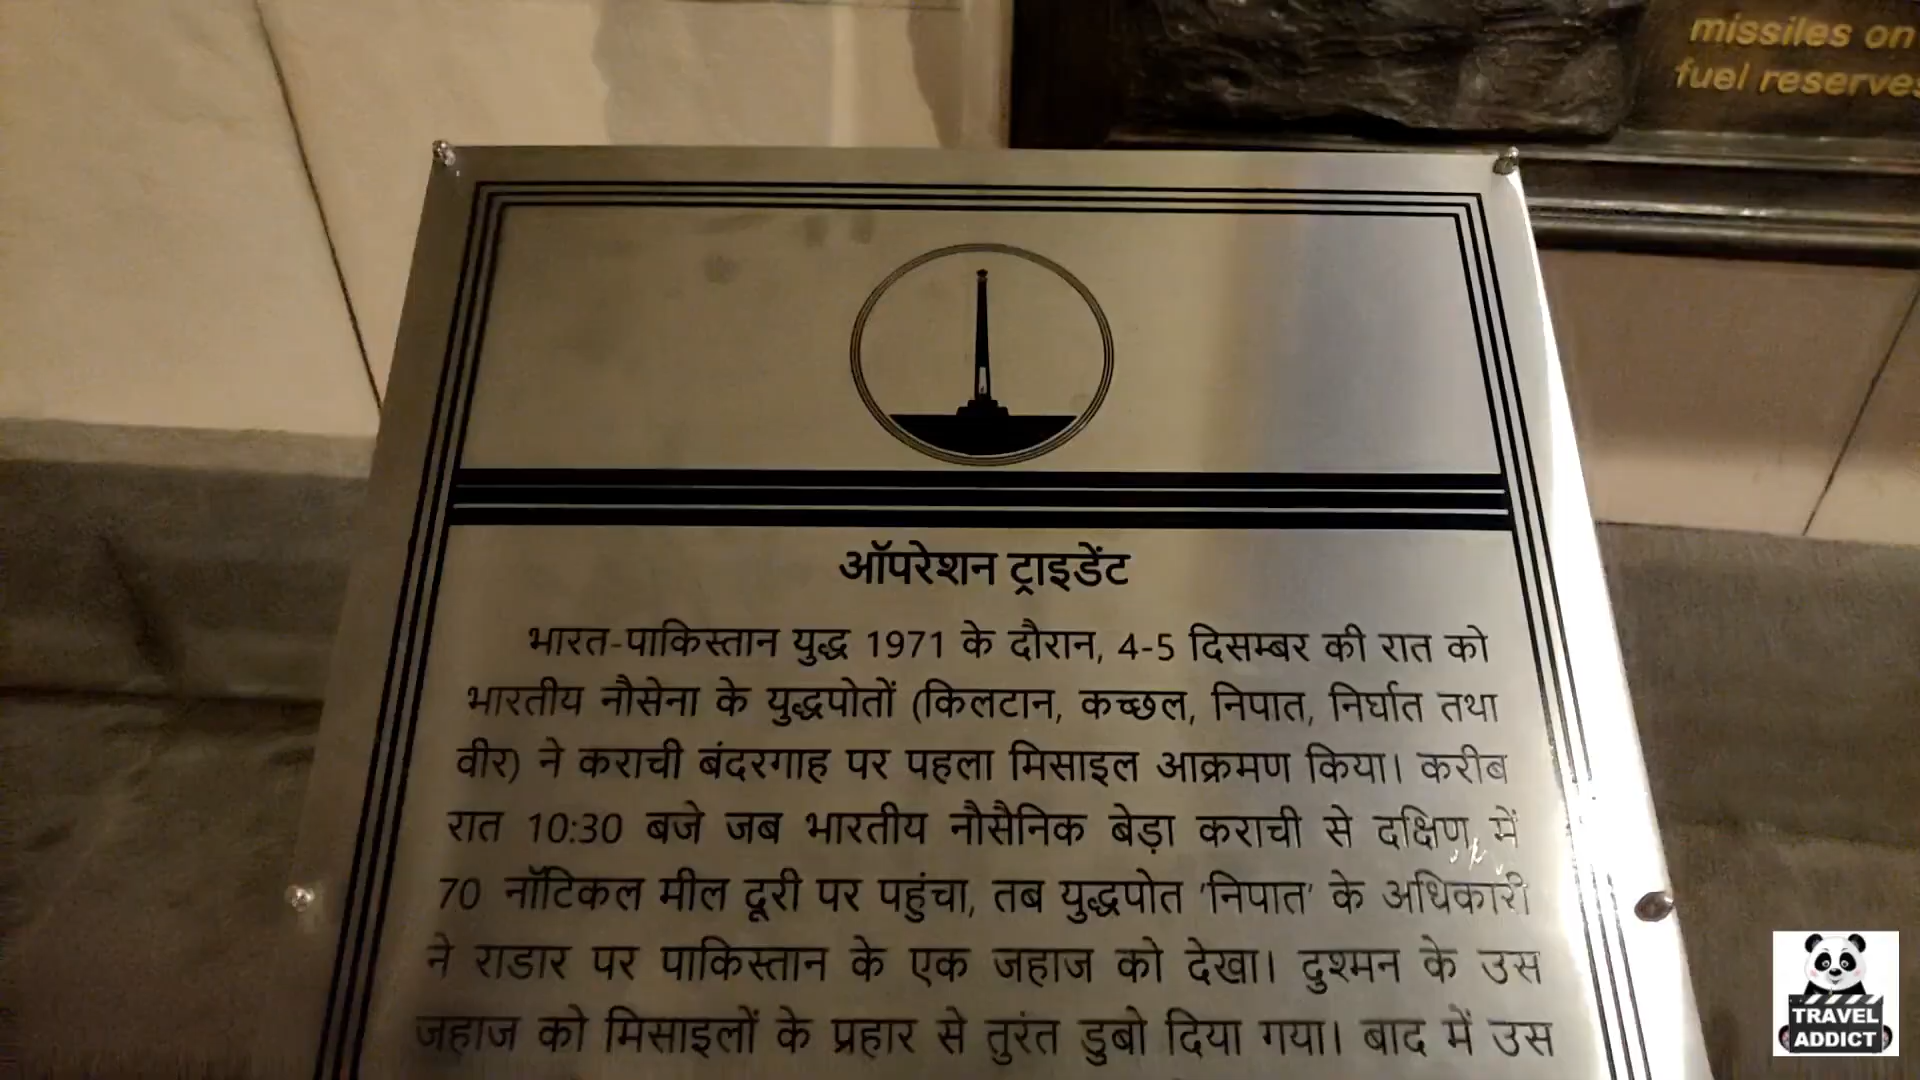 missiles on
fuel reserves
ऑपरेशन ट्राइडेंट
भारत-पाकिस्तान युद्ध 1971 के दौरान, 4-5 दिसम्बर की रात को
भारतीय नौसेना के युद्धपोतों (किलटान, कच्छल, निपात, निर्घात तथा
वीर) ने कराची बंदरगाह पर पहला मिसाइल आक्रमण किया। करीब
रात 10:30 बजे जब भारतीय नौसैनिक बेड़ा कराची से दक्षिण में
70 नॉटिकल मील दूरी पर पहुंचा, तब युद्धपोत 'निपात' के अधिकारी
ने राडार पर पाकिस्तान के एक जहाज को देखा। दुश्मन के उस
जहाज को मिसाइलों के प्रहार से तुरंत डुबो दिया गया। बाद में उस
TRAVEL
ADDICT